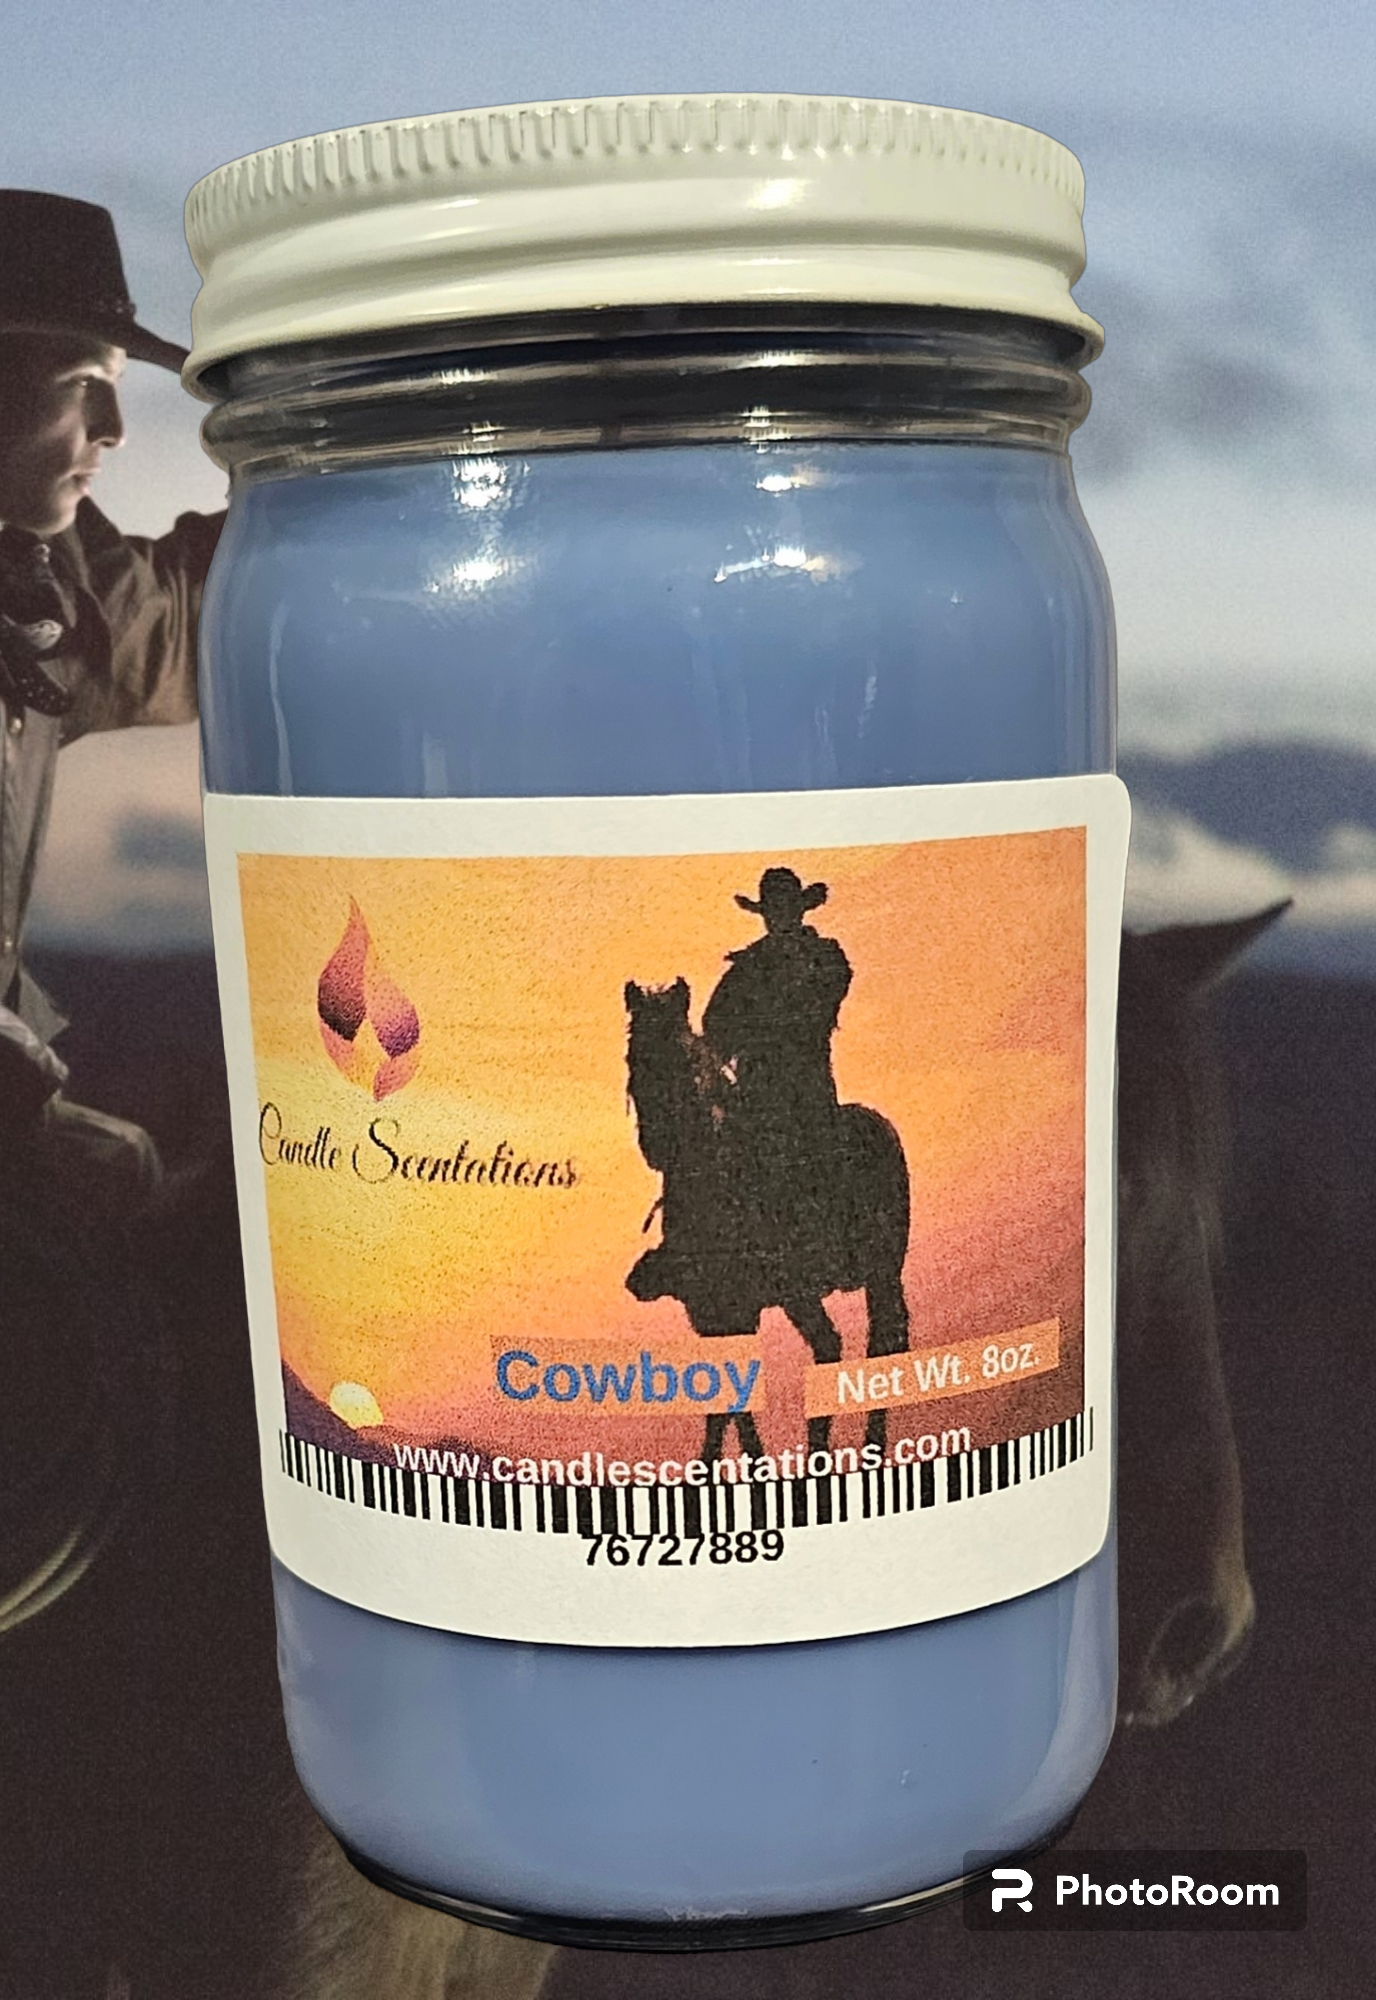 Candle Scentations
Cowboy
Net Wt. 8oz.
www.candlescentations.com
76727889
PhotoRoom